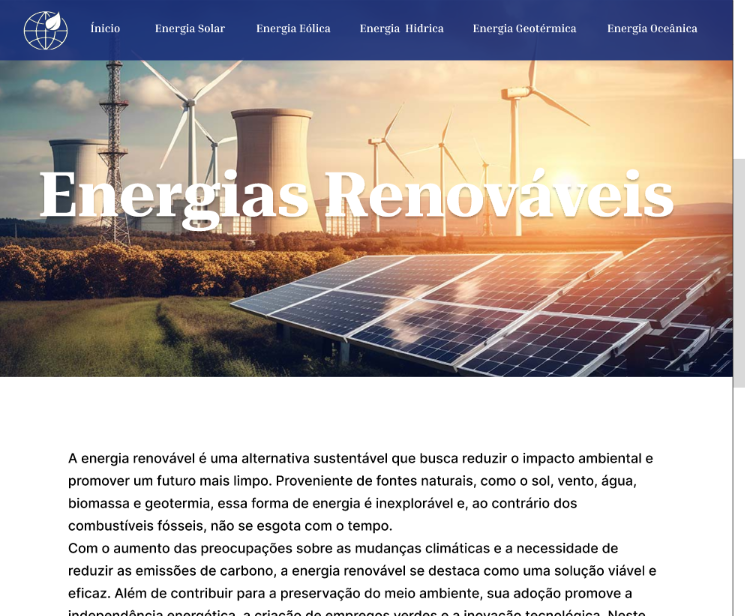 Ínicio Energia Solar Energia Eólica Energia Hidrica Energia Geotérmica Energia Oceânica
Energias Renováveis
A energia renovável é uma alternativa sustentável que busca reduzir o impacto ambiental e
promover um futuro mais limpo. Proveniente de fontes naturais, como o sol, vento, água,
biomassa e geotermia, essa forma de energia é inexplorável e, ao contrário dos
combustíveis fósseis, não se esgota com o tempo.
Com o aumento das preocupações sobre as mudanças climáticas e a necessidade de
reduzir as emissões de carbono, a energia renovável se destaca como uma solução viável e
eficaz. Além de contribuir para a preservação do meio ambiente, sua adoção promove a
independência energética, a criação de empregos verdes e a inovação tecnológica. Neste